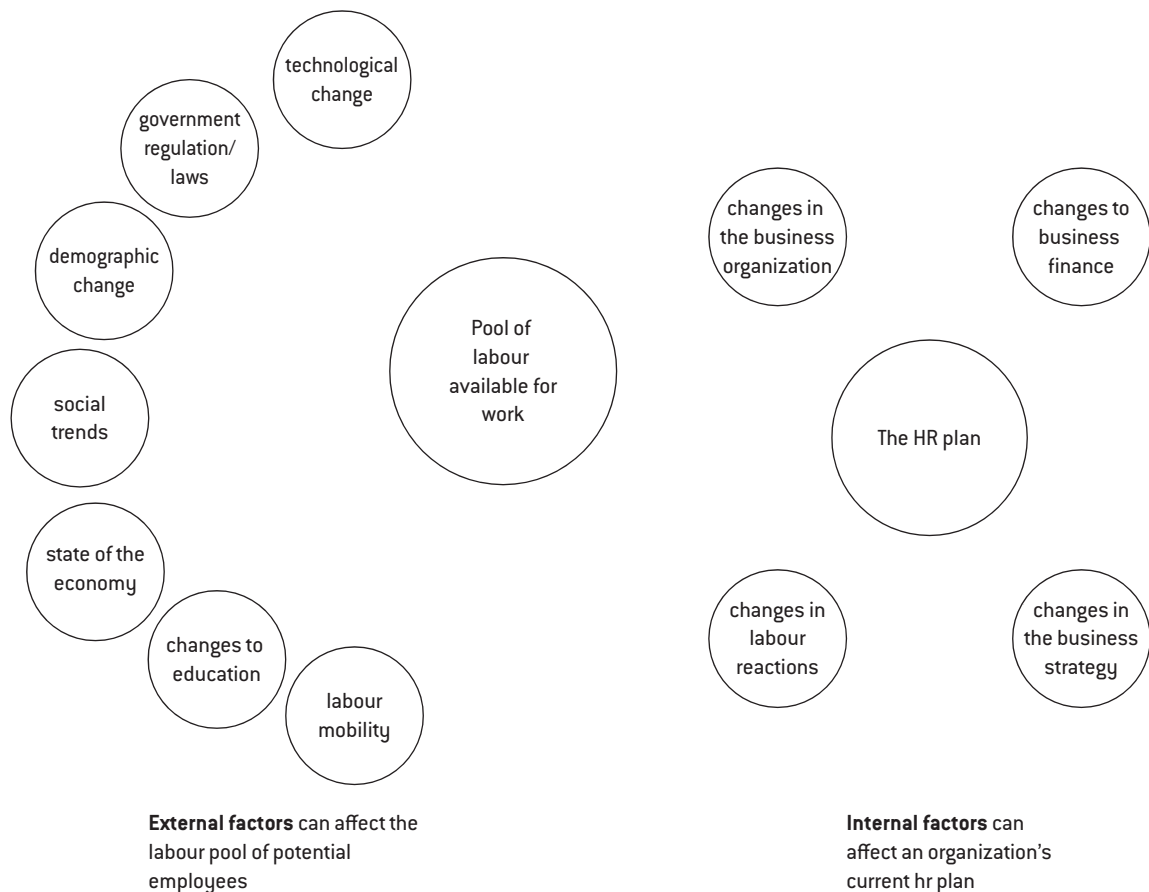 technological
change
government
regulation/
laws
demographic
change
social
trends
state of the
economy
changes to
education
labour
mobility
Pool of
labour
available for
work
External factors can affect the
labour pool of potential
employees
changes in
the business
organization
changes to
business
finance
The HR plan
changes in
labour
reactions
changes in
the business
strategy
Internal factors can
affect an organization's
current hr plan